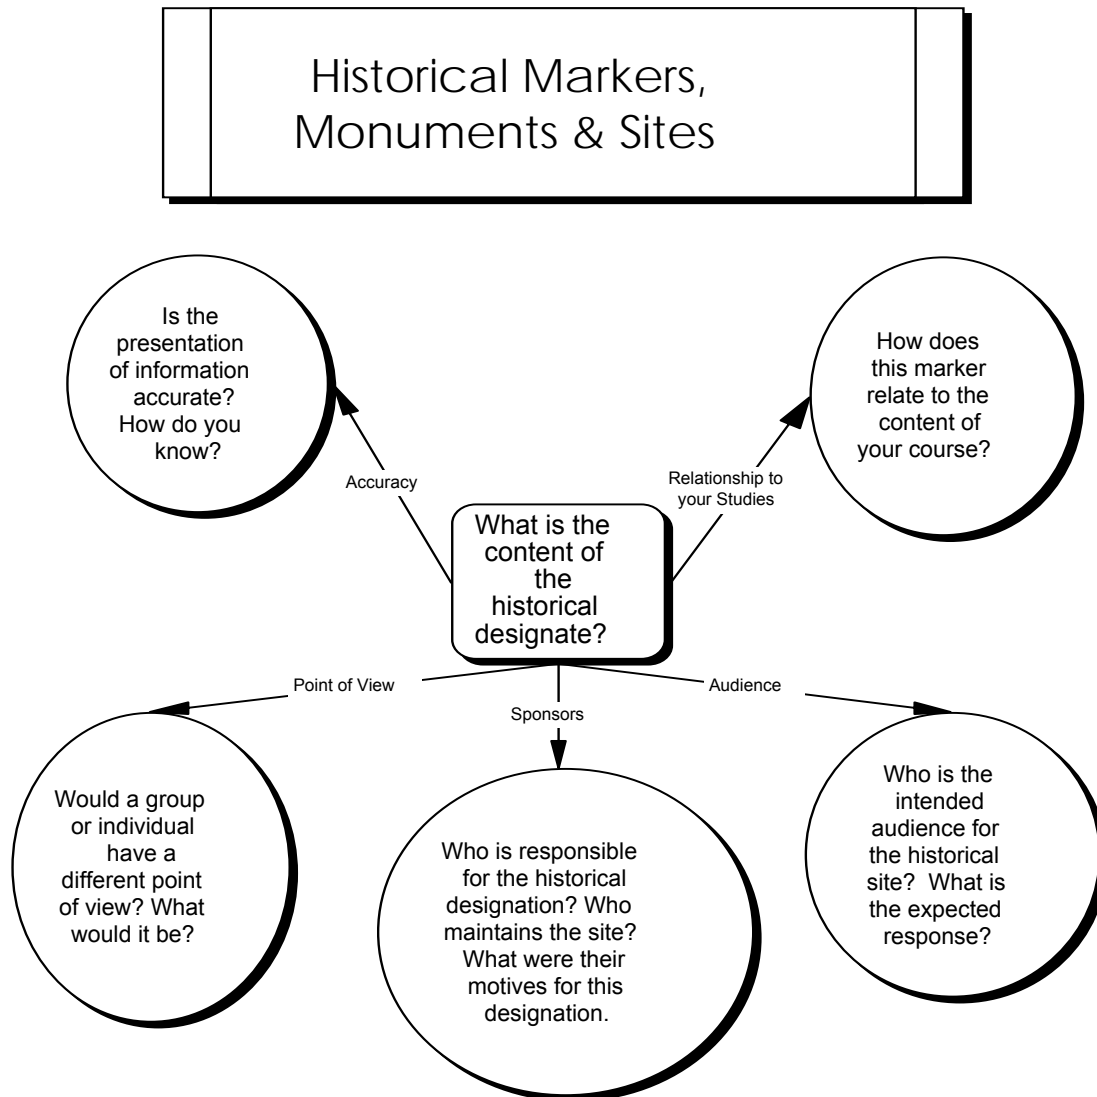 Historical Markers,
Monuments & Sites
Is the
presentation
of information
accurate?
How do you
know?
How does
this marker
relate to the
content of
your course?
Accuracy
Relationship to
your Studies
What is the
content of
the
historical
designate?
Point of View
Sponsors
Audience
Would a group
or individual
have a
different point
of view? What
would it be?
Who is responsible
for the historical
designation? Who
maintains the site?
What were their
motives for this
designation.
Who is the
intended
audience for
the historical
site?  What is
the expected
response?